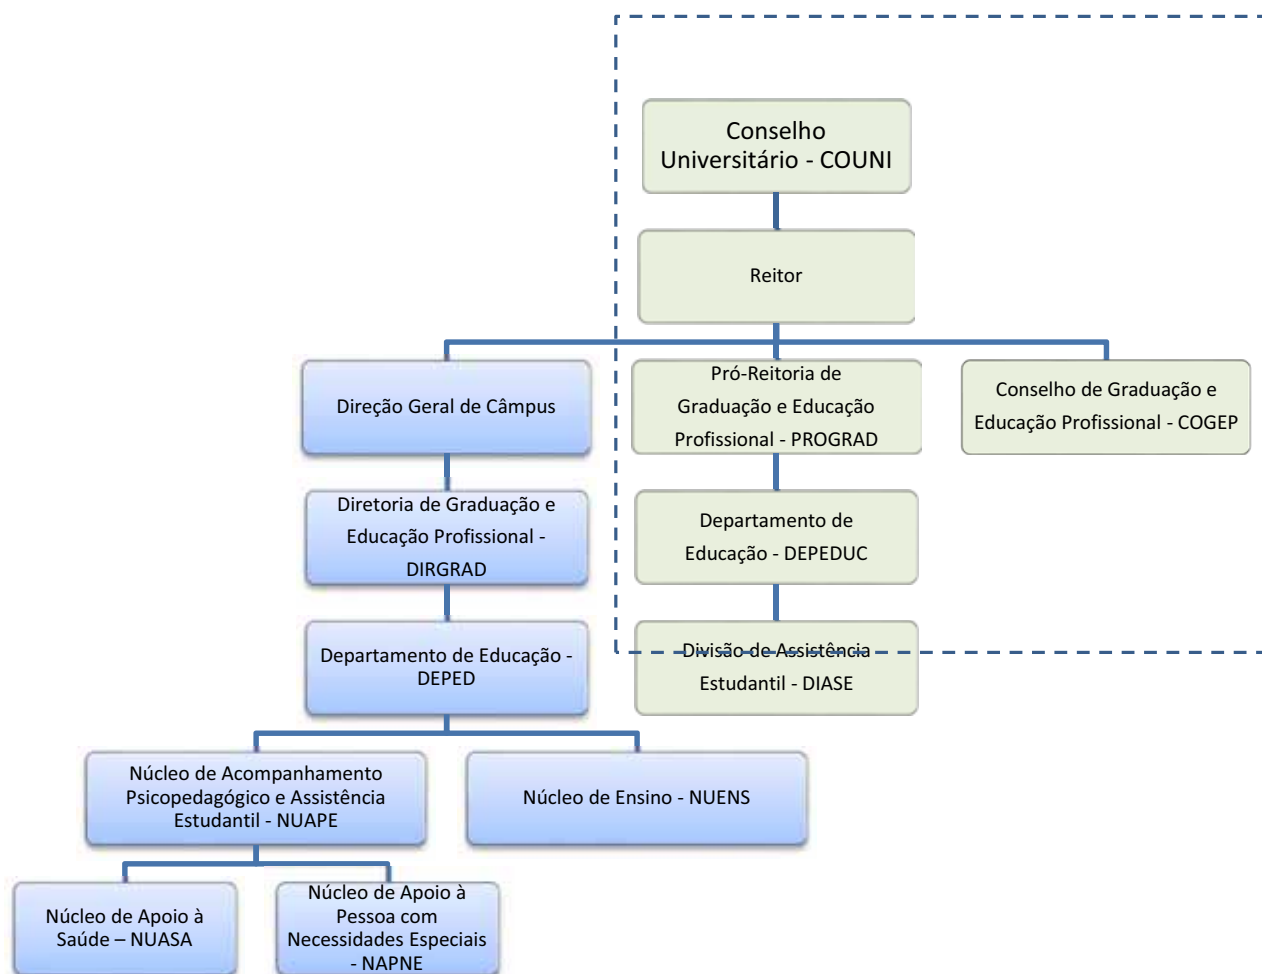 Conselho
Universitário - COUNI
Reitor
Direção Geral de Câmpus
Pró-Reitoria de
Graduação e Educação
Profissional - PROGRAD
Conselho de Graduação e
Educação Profissional - COGEP
Diretoria de Graduação e
Educação Profissional -
DIRGRAD
Departamento de
Educação - DEPEDUC
Departamento de Educação -
DEPED
Divisão de Assistência
Estudantil - DIASE
Núcleo de Acompanhamento
Psicopedagógico e Assistência
Estudantil - NUAPE
Núcleo de Ensino - NUENS
Núcleo de Apoio à
Saúde – NUASA
Núcleo de Apoio à
Pessoa com
Necessidades Especiais
- NAPNE